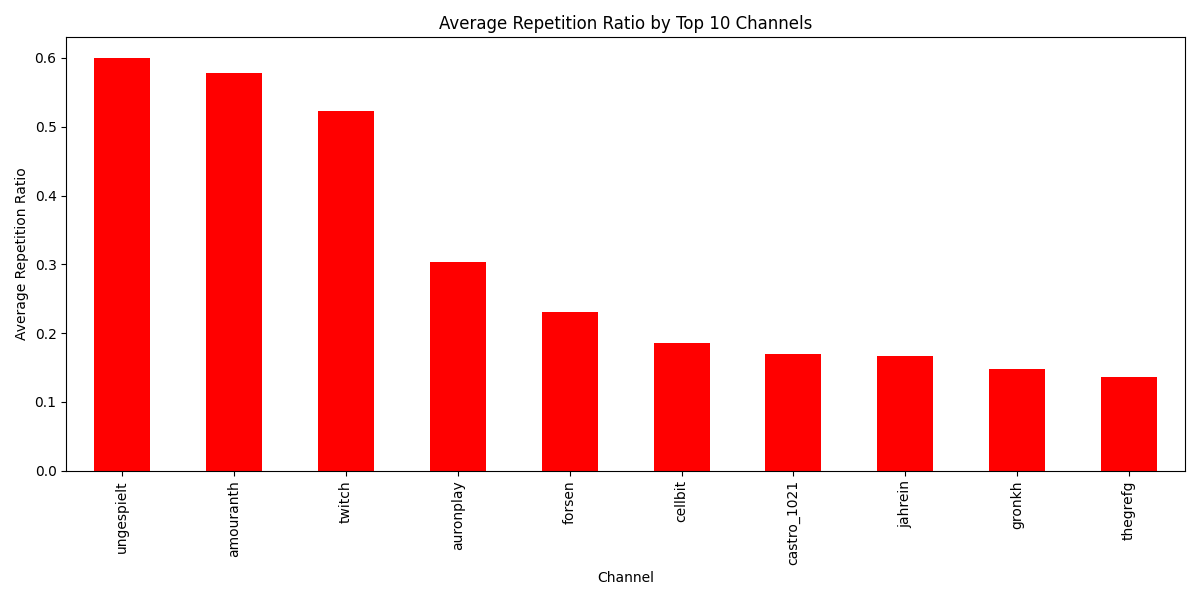 Average Repetition Ratio by Top 10 Channels
Average Repetition Ratio
0.6
0.5
0.4
0.3
0.2
0.1
0.0
ungespielt
amouranth
twitch
auronplay
forsen
cellbit
castro_1021
jahrein
gronkh
thegrefg
Channel